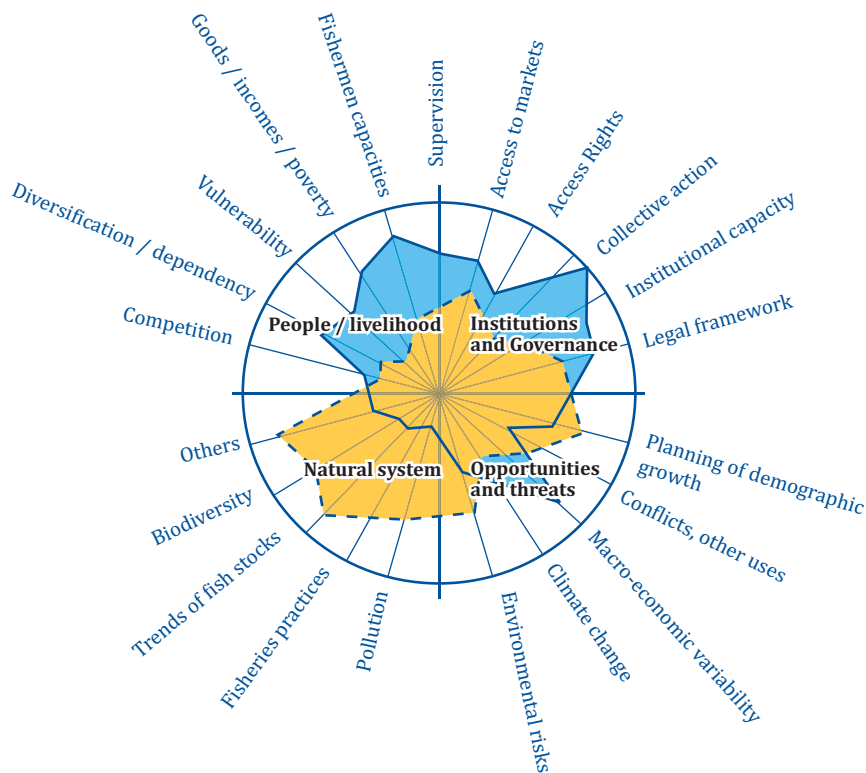 Supervision
Access to markets
Access Rights
Collective action
Institutional capacity
Legal framework
Planning of demographic
growth
Conflicts, other uses
Macro-economic variability
Climate change
Environmental risks
Pollution
Fisheries practices
Trends of fish stocks
Biodiversity
Others
Competition
Diversification / dependency
Vulnerability
Goods / incomes / poverty
Fishermen capacities
People / livelihood
Institutions
and Governance
Natural system
Opportunities
and threats